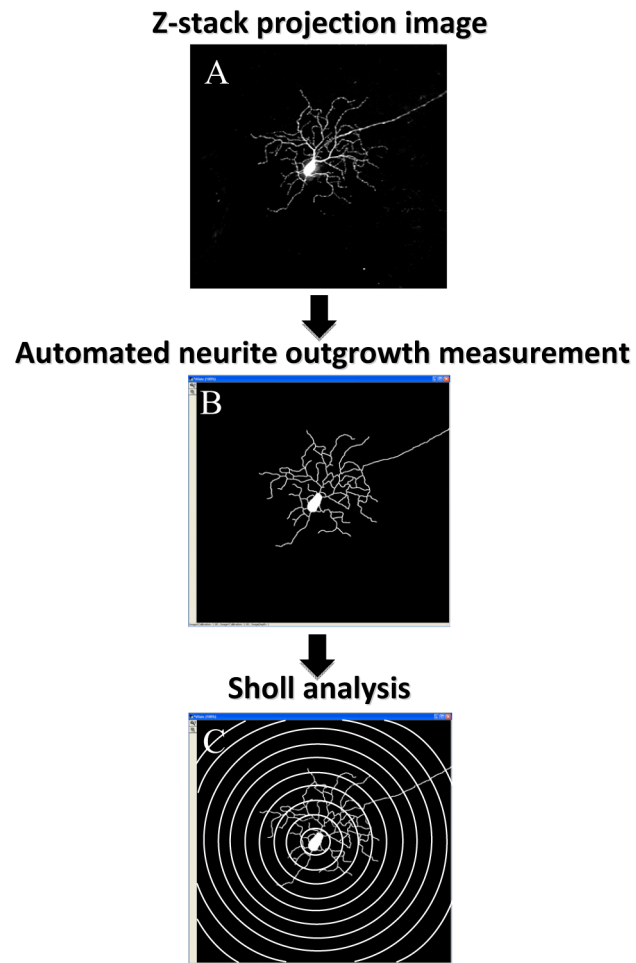 Z-stack projection image
A
Automated neurite outgrowth measurement
B
Sholl analysis
C